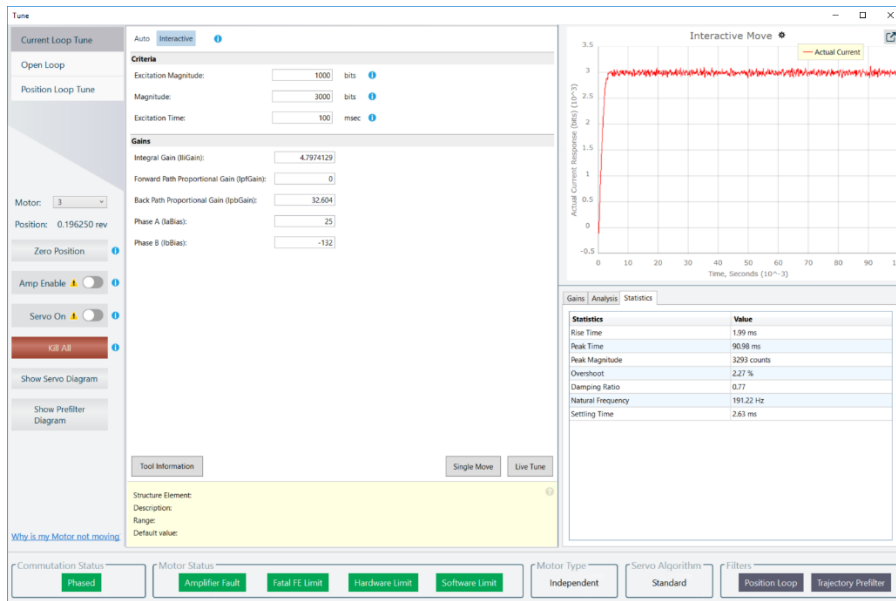 Tune
Current Loop Tune
Open Loop
Position Loop Tune
Motor: 3
Position: 0.196250 rev
Zero Position
Amp Enable
Servo On
Kill All
Show Servo Diagram
Show Prefilter
Diagram
Why is my Motor not moving
Auto Interactive
Criteria
Excitation Magnitude: 1000 bits
Magnitude: 3000 bits
Excitation Time: 100 msec
Gains
Integral Gain (IiiGain): 4.7974129
Forward Path Proportional Gain (IpfGain): 0
Back Path Proportional Gain (IpbGain): 32.604
Phase A (IaBias): 25
Phase B (IbBias): -132
Tool Information Single Move Live Tune
Structure Element:
Description:
Range:
Default value:
Interactive Move
Actual Current
Actual Current Response (bits) (10^3)
3.5
3
2.5
2
1.5
1
0.5
0
-0.5
0 10 20 30 40 50 60 70 80 90
Time, Seconds (10^-3)
Gains Analysis Statistics
Statistics Value
Rise Time 1.99 ms
Peak Time 90.98 ms
Peak Magnitude 3293 counts
Overshoot 2.27 %
Damping Ratio 0.77
Natural Frequency 191.22 Hz
Settling Time 2.63 ms
Commutation Status
Phased
Motor Status
Amplifier Fault Fatal FE Limit Hardware Limit Software Limit
Motor Type
Independent
Servo Algorithm
Standard
Filters
Position Loop Trajectory Prefilter